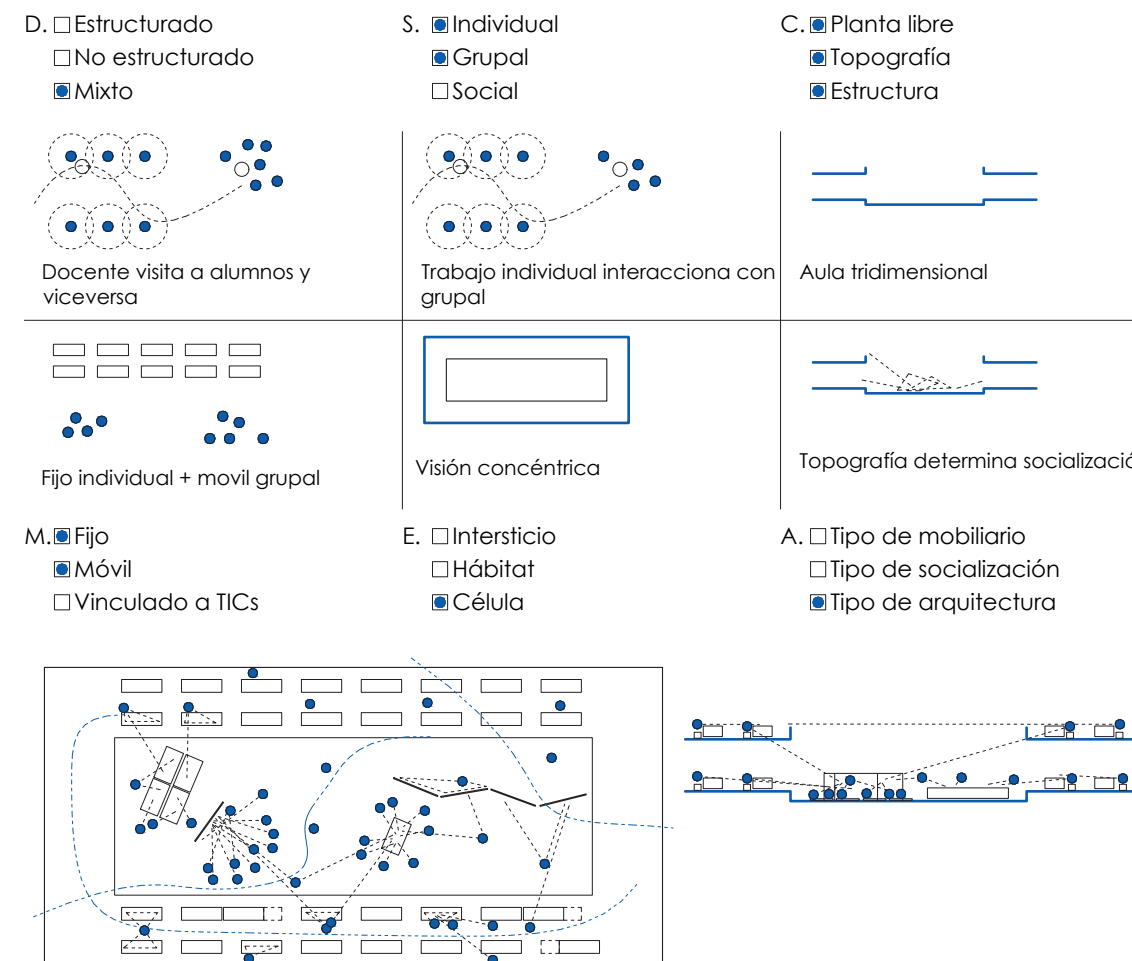 D. Estructurado
No estructurado
Mixto
S. Individual
Grupal
Social
C. Planta libre
Topografía
Estructura
Docente visita a alumnos y
viceversa
Trabajo individual interacciona con
grupal
Aula tridimensional
Fijo individual + movil grupal
Visión concéntrica
Topografía determina
M. Fijo
Móvil
Vinculado a TICs
E. Intersticio
Hábitat
Célula
A. Tipo de mobiliario
Tipo de socialización
Tipo de arquitectura